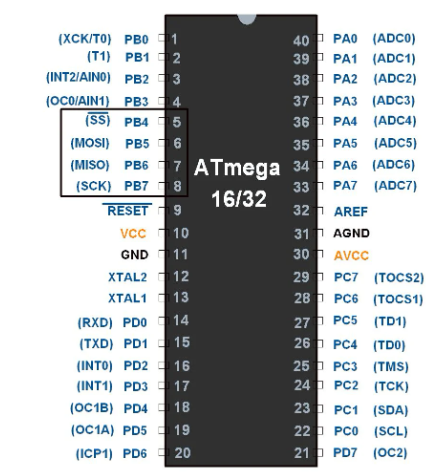 (XCK/T0) PB0 1 40 PA0 (ADC0)
(T1) PB1 2 39 PA1 (ADC1)
(INT2/AIN0) PB2 3 38 PA2 (ADC2)
(OC0/AIN1) PB3 4 37 PA3 (ADC3)
(SS) PB4 5 36 PA4 (ADC4)
(MOSI) PB5 6 35 PA5 (ADC5)
(MISO) PB6 7 ATmega 34 PA6 (ADC6)
(SCK) PB7 8 16/32 33 PA7 (ADC7)
RESET 9 32 AREF
VCC 10 31 AGND
GND 11 30 AVCC
XTAL2 12 29 PC7 (TOCS2)
XTAL1 13 28 PC6 (TOCS1)
(RXD) PD0 14 27 PC5 (TD1)
(TXD) PD1 15 26 PC4 (TD0)
(INT0) PD2 16 25 PC3 (TMS)
(INT1) PD3 17 24 PC2 (TCK)
(OC1B) PD4 18 23 PC1 (SDA)
(OC1A) PD5 19 22 PC0 (SCL)
(ICP1) PD6 20 21 PD7 (OC2)